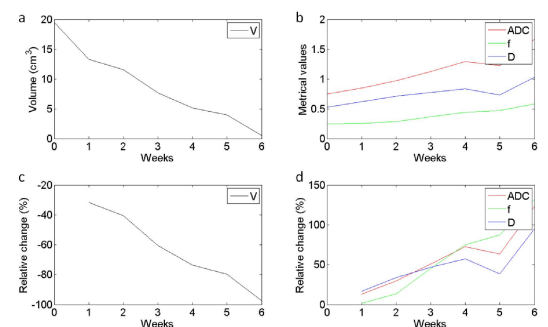 a
20
15
10
5
0
Volume (cm³)
V
0 1 2 3 4 5 6
Weeks
b
2
1.5
1
0.5
0
Metrical values
ADC
f
D
0 1 2 3 4 5 6
Weeks
c
-20
-40
-60
-80
-100
Relative change (%)
V
0 1 2 3 4 5 6
Weeks
d
150
100
50
0
Relative change (%)
ADC
f
D
0 1 2 3 4 5 6
Weeks